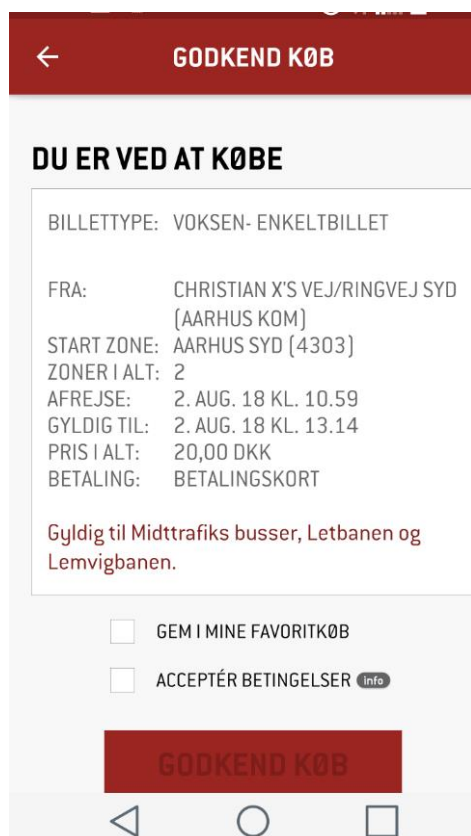 GODKEND KØB
DU ER VED AT KØBE
BILLETTYPE: VOKSEN- ENKELTBILLET
FRA: CHRISTIAN X'S VEJ/RINGVEJ SYD
(AARHUS KOM)
START ZONE: AARHUS SYD (4303)
ZONER I ALT: 2
AFREJSE: 2. AUG. 18 KL. 10.59
GYLDIG TIL: 2. AUG. 18 KL. 13.14
PRIS I ALT: 20,00 DKK
BETALING: BETALINGSKORT
Gyldig til Midttrafiks busser, Letbanen og
Lemvigbanen.
GEM I MINE FAVORITKØB
ACCEPTÉR BETINGELSER info
GODKEND KØB